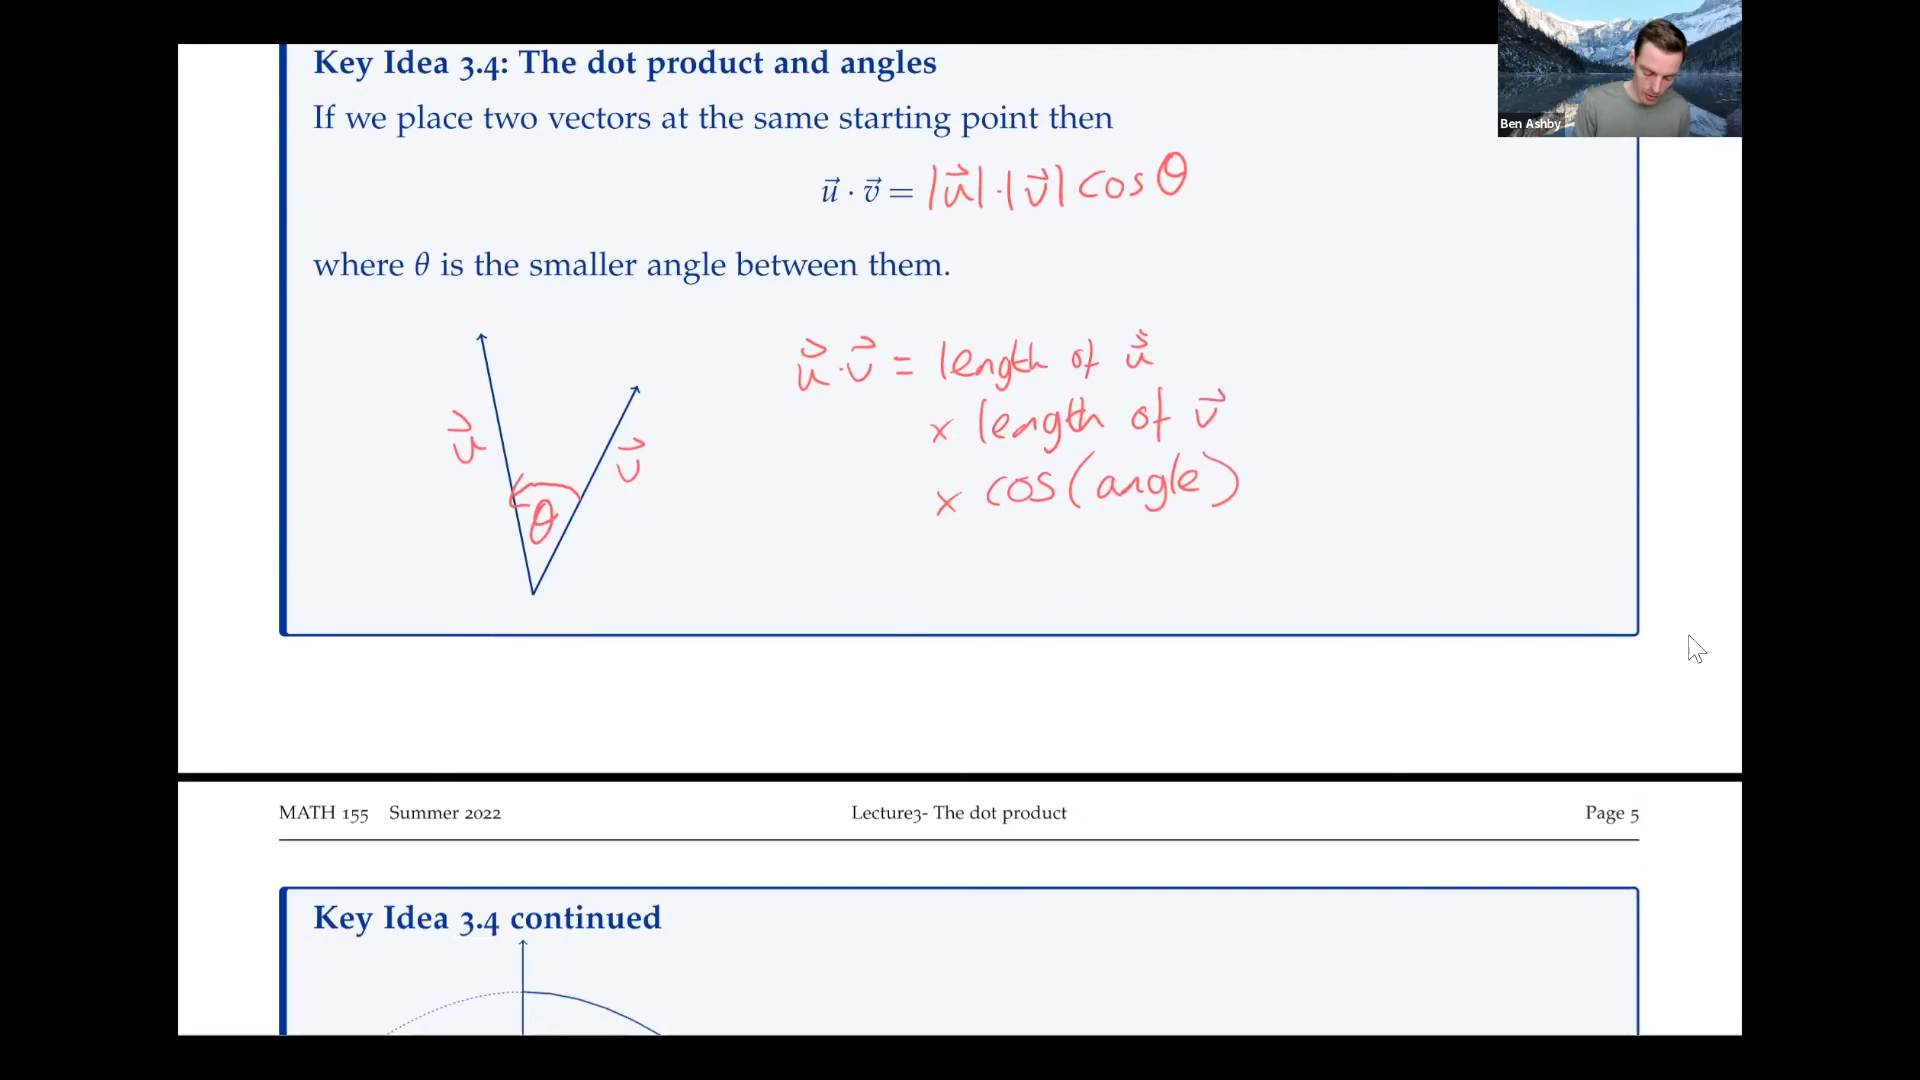 Key Idea 3.4: The dot product and angles
Ben Ashby
If we place two vectors at the same starting point then
u⃗ · v⃗ = |u⃗|·|v⃗| cos θ
where θ is the smaller angle between them.
u⃗
v⃗
θ
u⃗·v⃗ = length of u⃗
× length of v⃗
× cos(angle)
MATH 155 Summer 2022 Lecture3- The dot product Page 5
Key Idea 3.4 continued